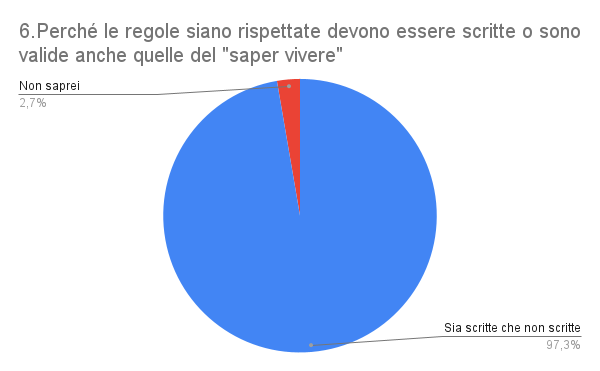 6.Perché le regole siano rispettate devono essere scritte o sono
valide anche quelle del "saper vivere"
Non saprei
2,7%
Sia scritte che non scritte
97,3%